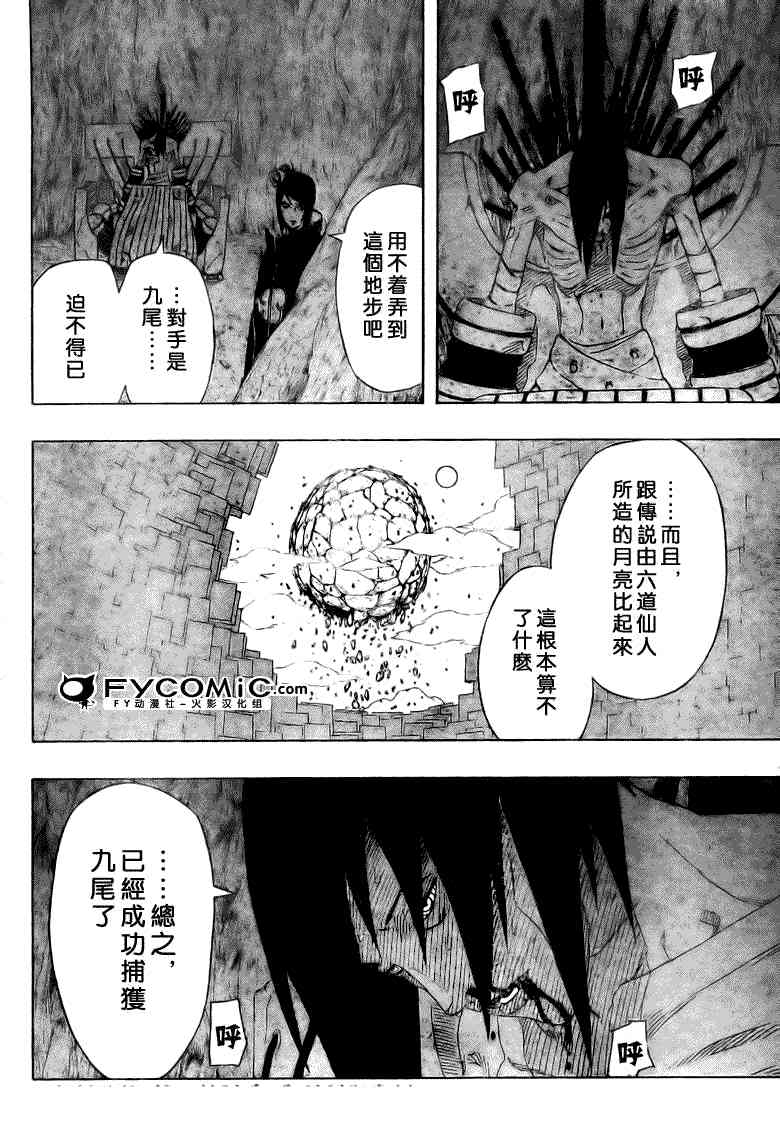 呼
呼
用不着弄到
這個地步吧
…對手是
九尾……
迫不得已
……而且,
跟傳説由六道仙人
所造的月亮比起來
這根本算不
了什麽
FYCOMiC.com
FY动漫社-火影汉化组
……總之,
已經成功捕獲
九尾了
呼
呼